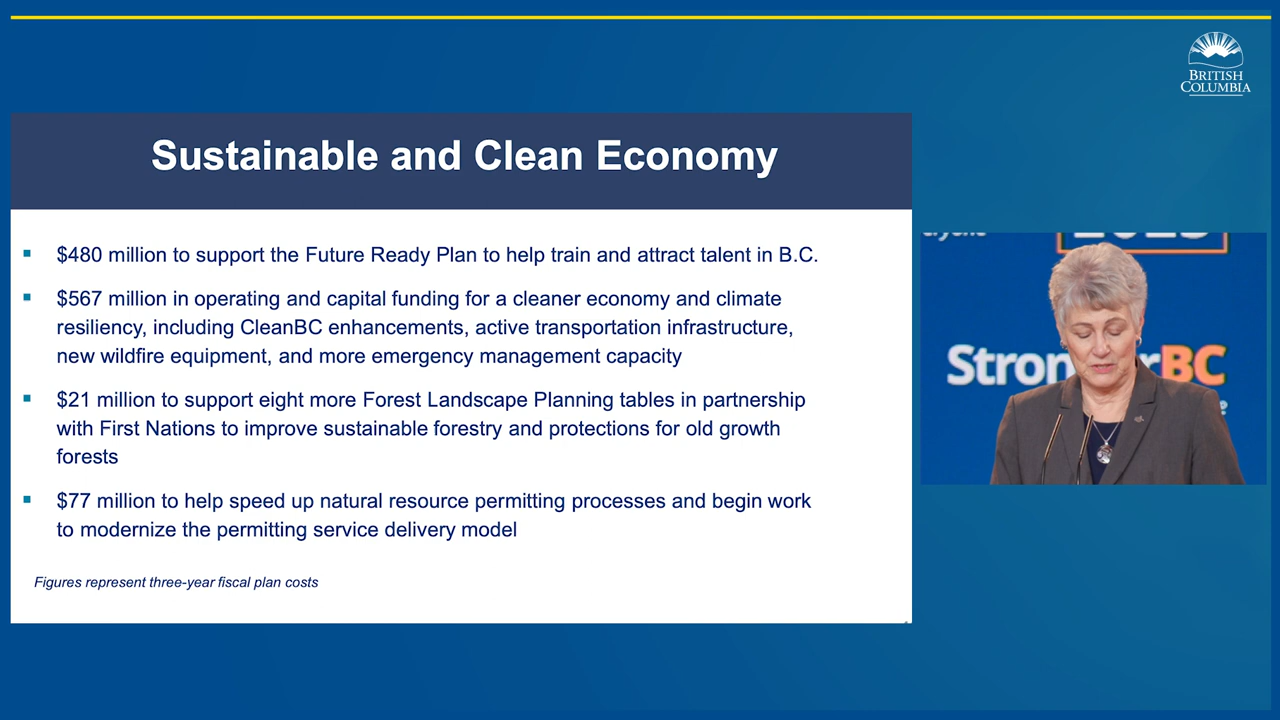 BRITISH
COLUMBIA
Sustainable and Clean Economy
▪ $480 million to support the Future Ready Plan to help train and attract talent in B.C.
▪ $567 million in operating and capital funding for a cleaner economy and climate
resiliency, including CleanBC enhancements, active transportation infrastructure,
new wildfire equipment, and more emergency management capacity
▪ $21 million to support eight more Forest Landscape Planning tables in partnership
with First Nations to improve sustainable forestry and protections for old growth
forests
▪ $77 million to help speed up natural resource permitting processes and begin work
to modernize the permitting service delivery model
Figures represent three-year fiscal plan costs